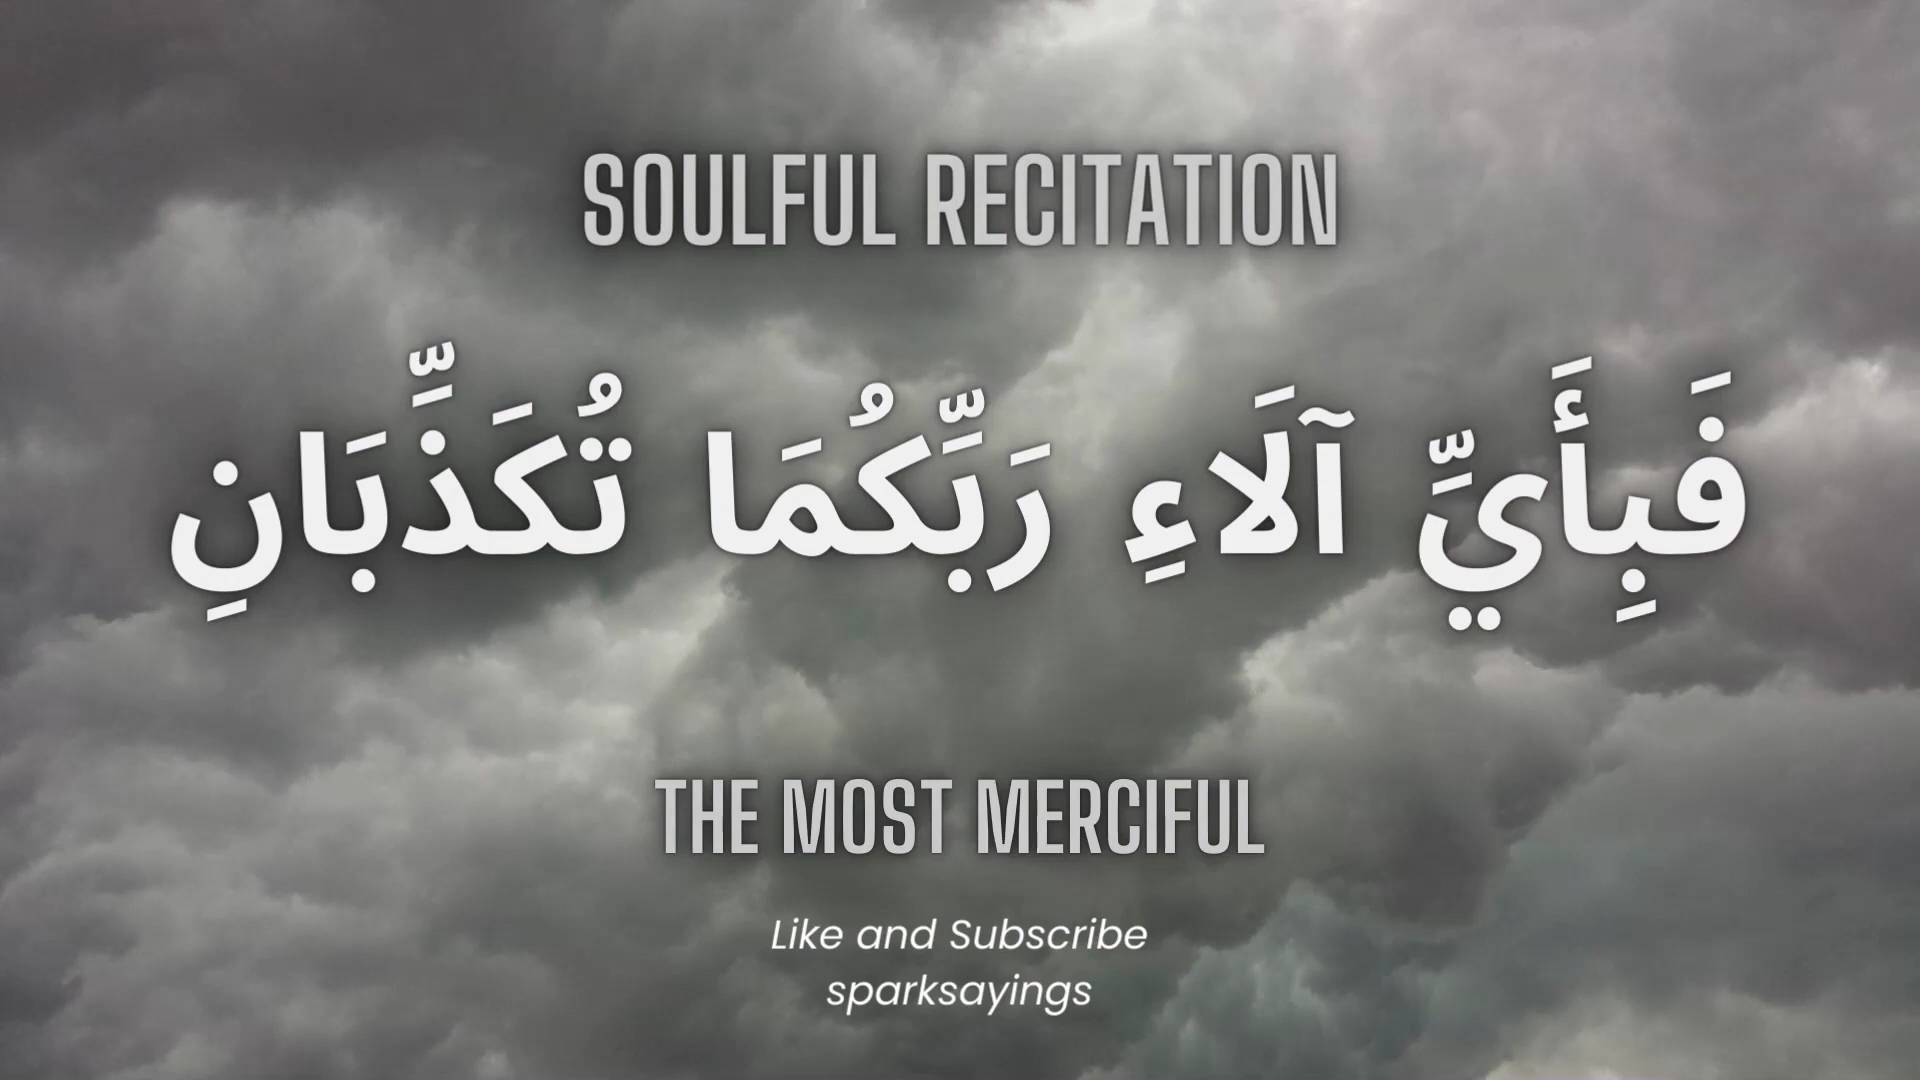 SOULFUL RECITATION
فَبِأَيِّ آلَاءِ رَبِّكُمَا تُكَذِّبَانِ
THE MOST MERCIFUL
Like and Subscribe
sparksayings